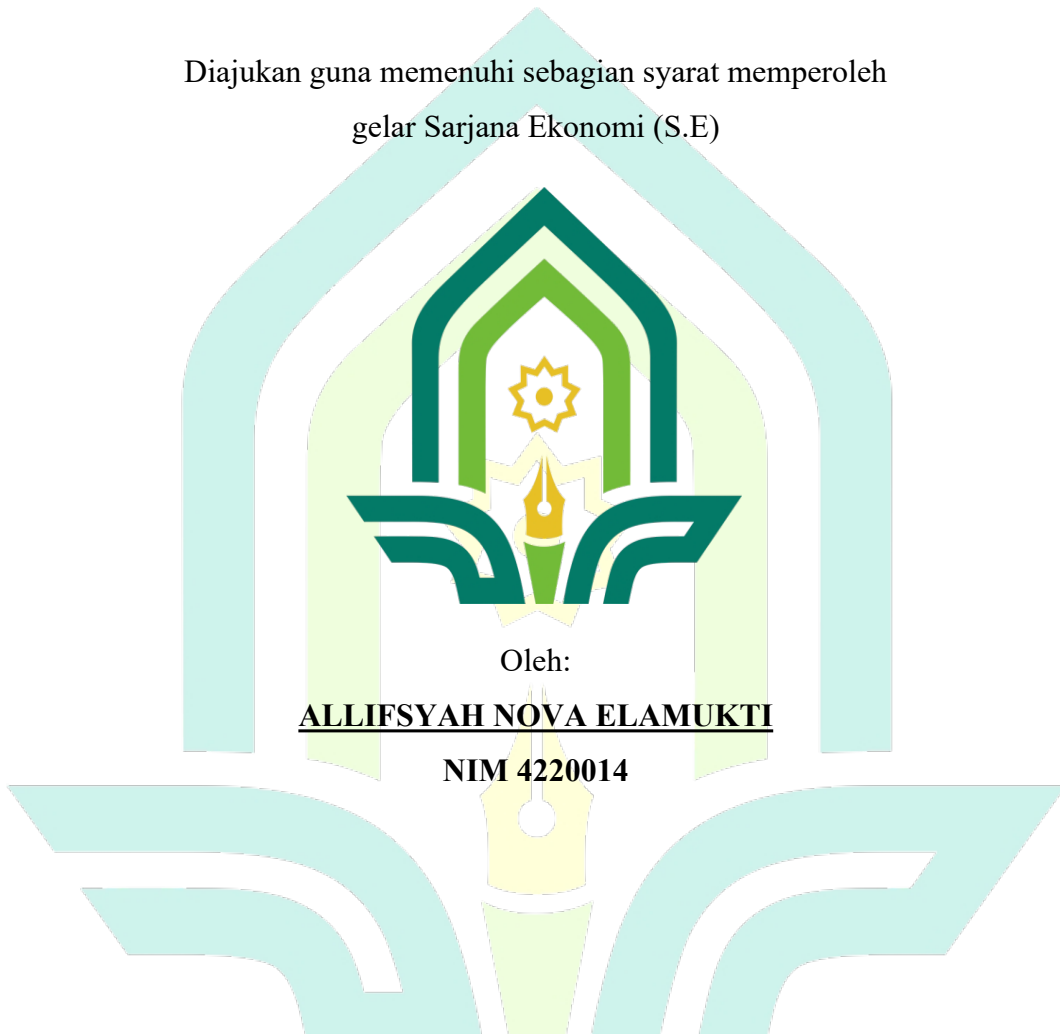 Diajukan guna memenuhi sebagian syarat memperoleh
gelar Sarjana Ekonomi (S.E)
Oleh:
ALLIFSYAH NOVA ELAMUKTI
NIM 4220014